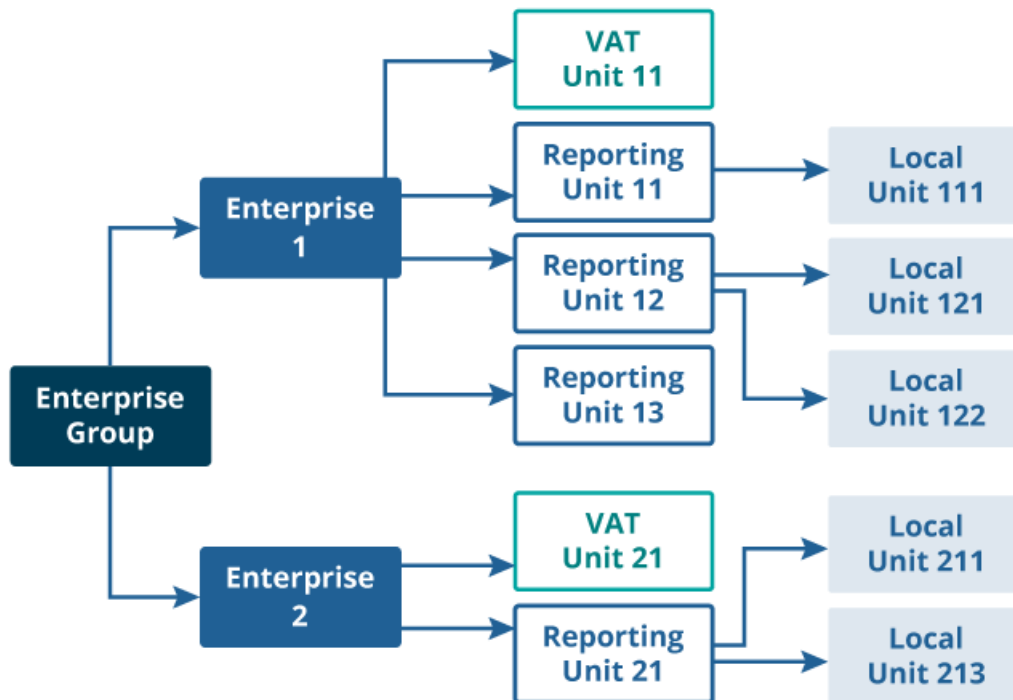 VAT
Unit 11
Reporting
Unit 11
Local
Unit 111
Enterprise
1
Reporting
Unit 12
Local
Unit 121
Reporting
Unit 13
Local
Unit 122
Enterprise
Group
VAT
Unit 21
Local
Unit 211
Enterprise
2
Reporting
Unit 21
Local
Unit 213